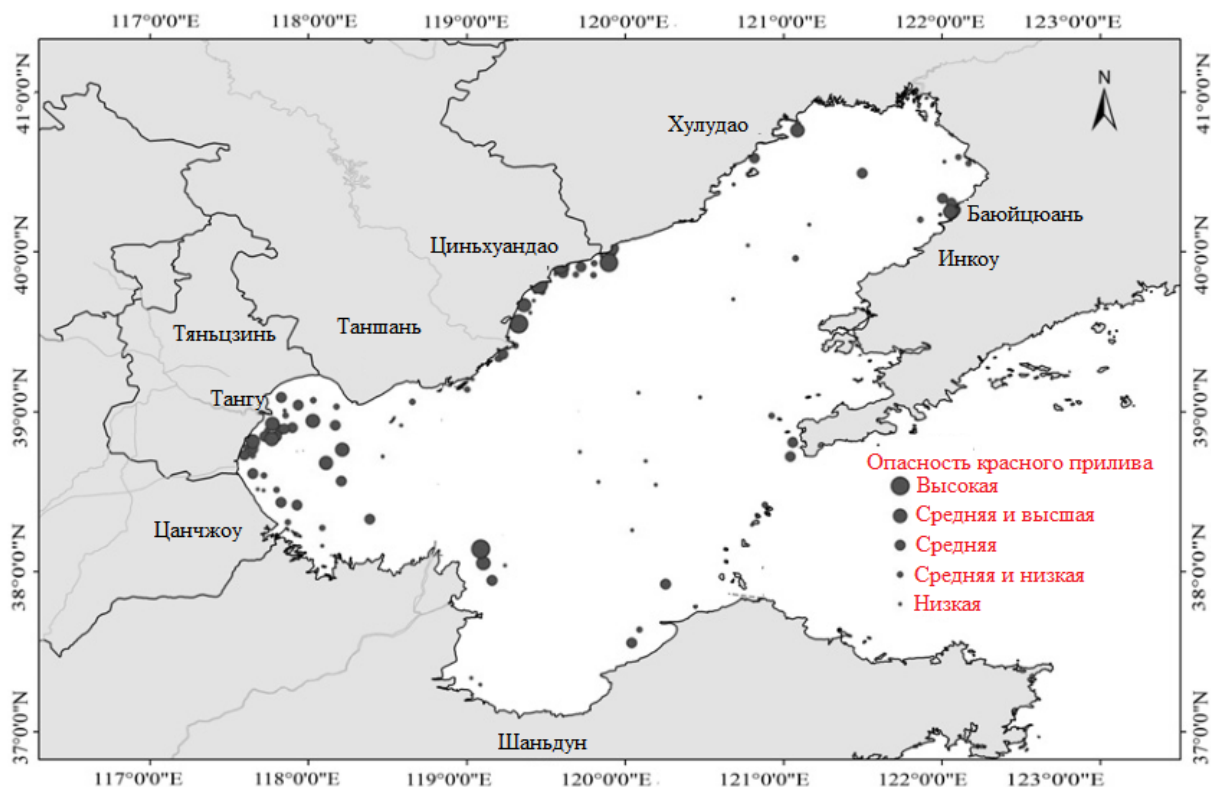 117°0'0"E 118°0'0"E 119°0'0"E 120°0'0"E 121°0'0"E 122°0'0"E 123°0'0"E
41°0'0"N
40°0'0"N
39°0'0"N
38°0'0"N
37°0'0"N
N
Хулудао
Баюйцюань
Циньхуандао
Инкоу
Таншань
Тяньцзинь
Тангу
Цанчжоу
Шаньдун
Опасность красного прилива
Высокая
Средняя и высшая
Средняя
Средняя и низкая
Низкая
41°0'0"N
40°0'0"N
39°0'0"N
38°0'0"N
37°0'0"N
117°0'0"E 118°0'0"E 119°0'0"E 120°0'0"E 121°0'0"E 122°0'0"E 123°0'0"E